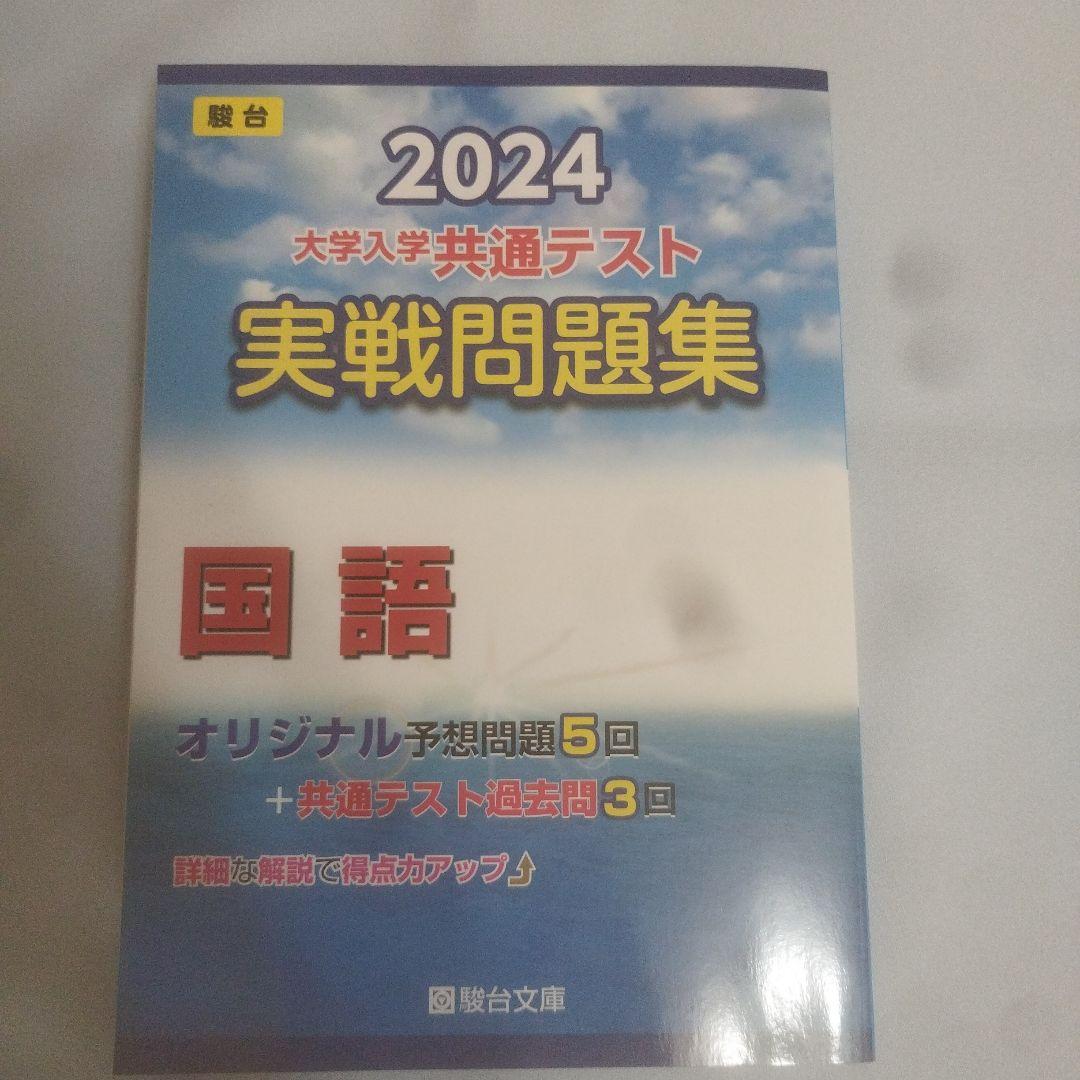 駿台
2024
大学入学共通テスト
実戦問題集
国語
オリジナル予想問題5回
+共通テスト過去問3回
詳細な解説で得点力アップ
駿台文庫